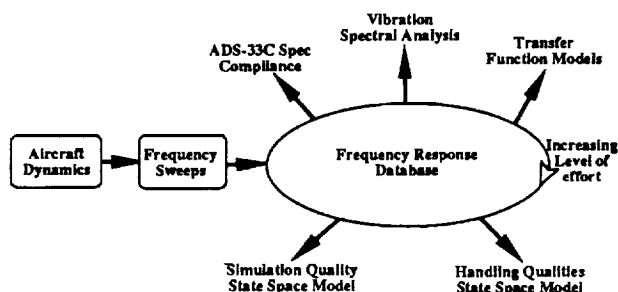 Vibration
Spectral Analysis
ADS-33C Spec
Compliance
Transfer
Function Models
Aircraft
Dynamics
Frequency
Sweeps
Frequency Response
Database
Increasing
Level of
effort
Simulation Quality
State Space Model
Handling Qualities
State Space Model